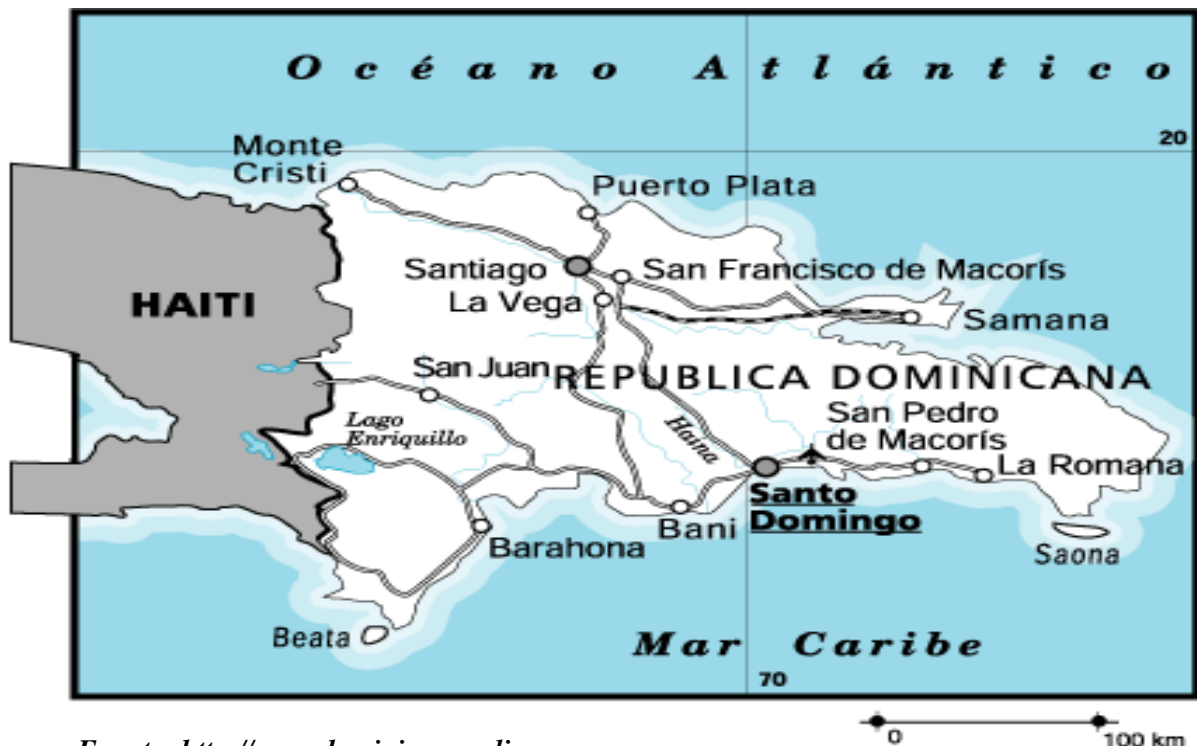 Océano Atlántico
20
Monte
Cristi
Puerto Plata
Santiago
San Francisco de Macorís
La Vega
HAITI
Samana
San Juan
REPUBLICA DOMINICANA
San Pedro
de Macorís
Lago
Enriquillo
Haina
La Romana
Santo
Domingo
Bani
Barahona
Saona
Beata
Mar Caribe
70
0
100 km